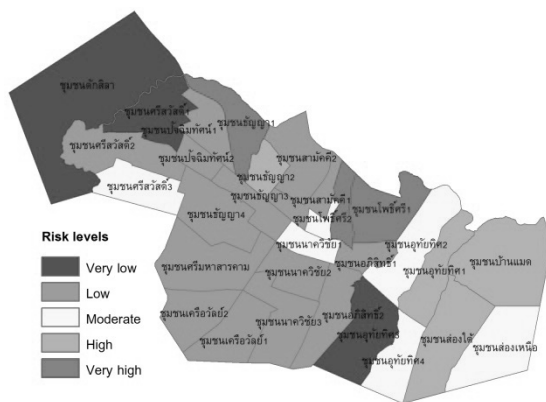 ชุมชนตักสิลา
ชุมชนศรีสวัสดิ์1
ชุมชนธัญญา1
ชุมชนปัจฉิมทัศน์1
ชุมชนศรีสวัสดิ์2
ชุมชนปัจฉิมทัศน์2
ชุมชนสามัคคี2
ชุมชนธัญญา2
ชุมชนศรีสวัสดิ์3
ชุมชนธัญญา3
ชุมชนสามัคคี1
ชุมชนโพธิ์ศรี1
ชุมชนธัญญา4
ชุมชนโพธิ์ศรี2
ชุมชนอุทัยทิศ2
ชุมชนนาควิชัย1
ชุมชนอภิสิทธิ์1
ชุมชนบ้านแมด
ชุมชนอุทัยทิศ1
ชุมชนศรีมหาสารคาม
ชุมชนนาควิชัย2
ชุมชนเครือวัลย์2
ชุมชนอภิสิทธิ์2
ชุมชนนาควิชัย3
ชุมชนอุทัยทิศ3
ชุมชนเครือวัลย์1
ชุมชนส่องใต้
ชุมชนอุทัยทิศ4
ชุมชนส่องเหนือ
Risk levels
Very low
Low
Moderate
High
Very high